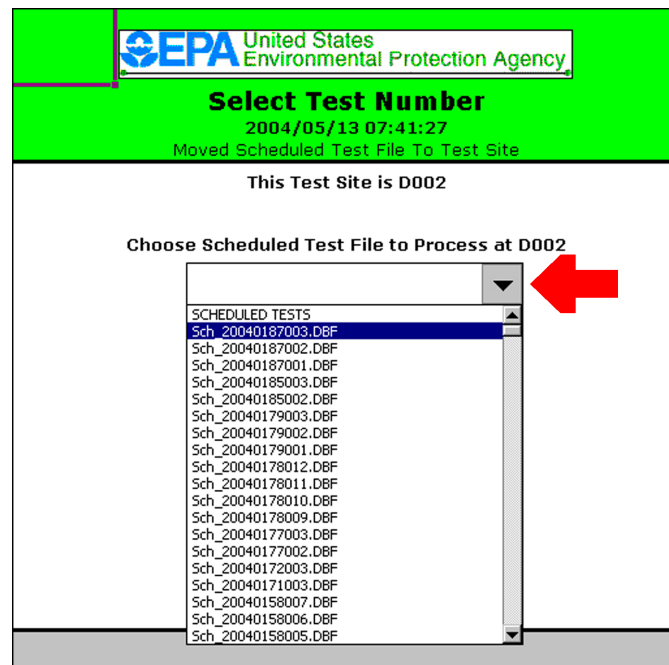 EPA United States
Environmental Protection Agency
Select Test Number
2004/05/13 07:41:27
Moved Scheduled Test File To Test Site
This Test Site is D002
Choose Scheduled Test File to Process at D002
SCHEDULED TESTS
Sch_20040187003.DBF
Sch_20040187002.DBF
Sch_20040187001.DBF
Sch_20040185003.DBF
Sch_20040185002.DBF
Sch_20040179003.DBF
Sch_20040179002.DBF
Sch_20040179001.DBF
Sch_20040178012.DBF
Sch_20040178011.DBF
Sch_20040178010.DBF
Sch_20040178009.DBF
Sch_20040177003.DBF
Sch_20040177002.DBF
Sch_20040172003.DBF
Sch_20040171003.DBF
Sch_20040158007.DBF
Sch_20040158006.DBF
Sch_20040158005.DBF